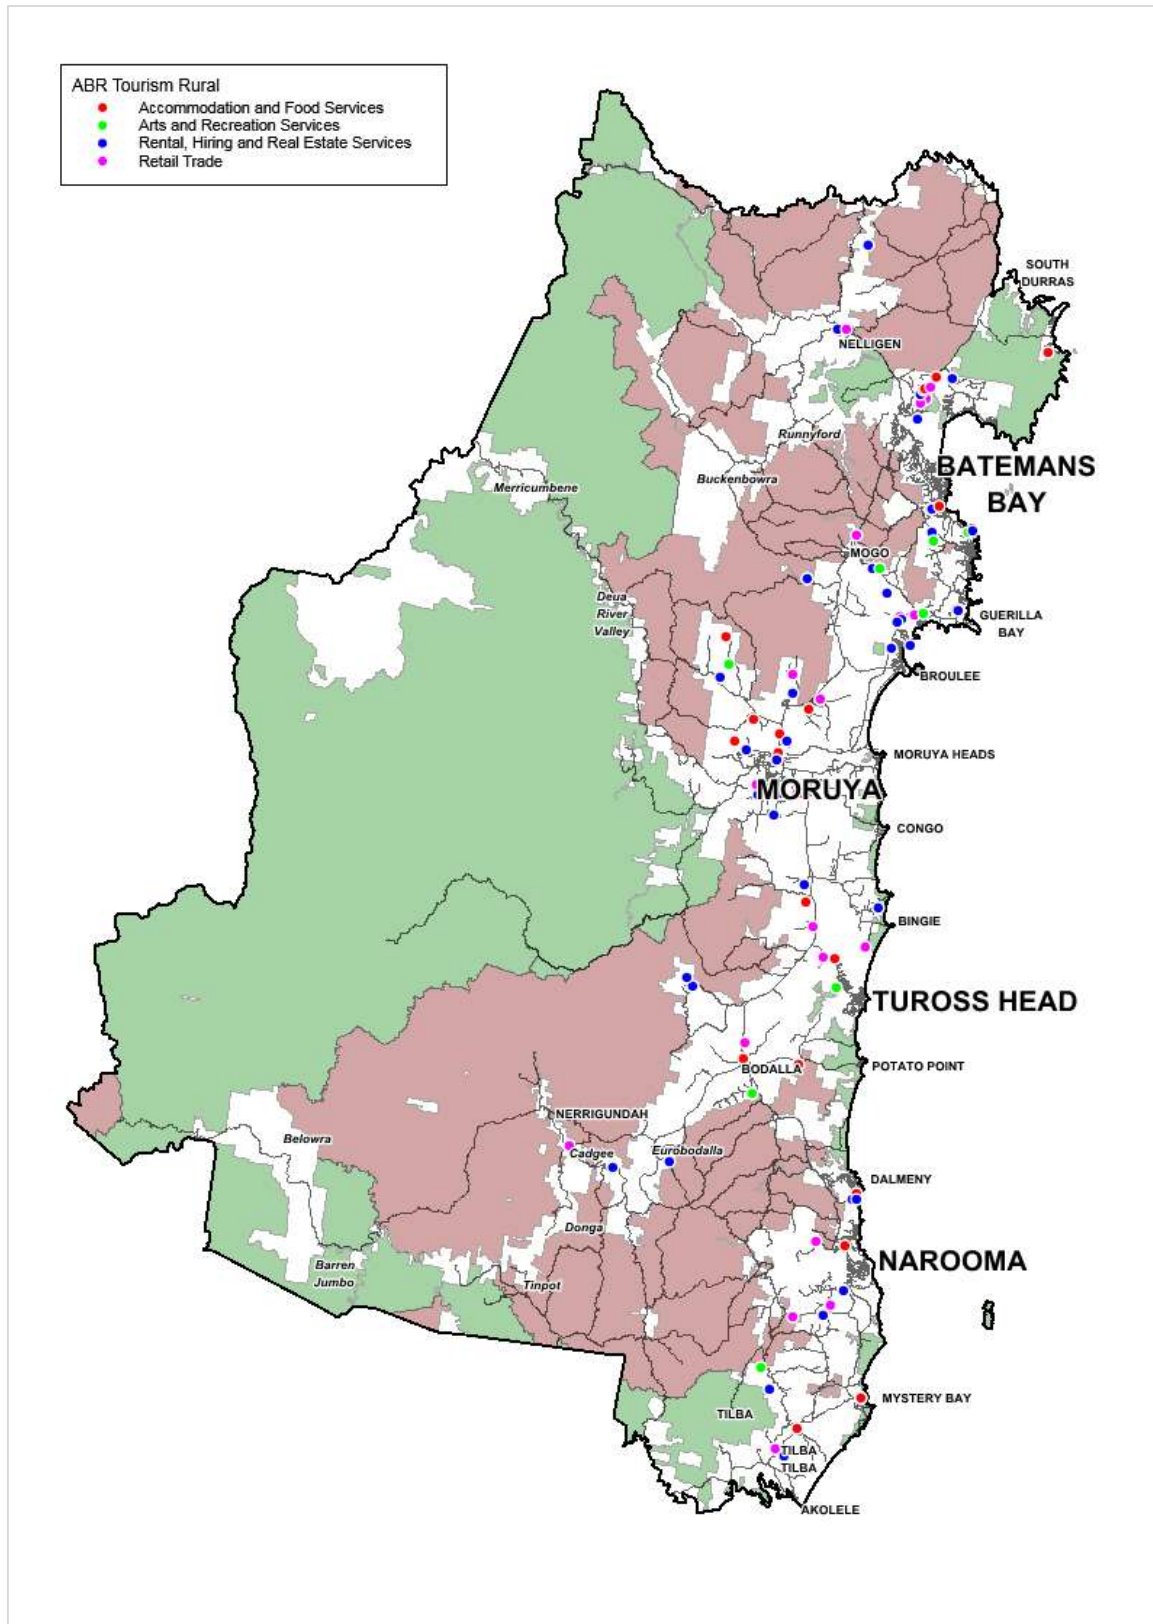 ABR Tourism Rural
Accommodation and Food Services
Arts and Recreation Services
Rental, Hiring and Real Estate Services
Retail Trade
SOUTH
DURRAS
NELLIGEN
Runnyford
BATEMANS
BAY
Buckenbowra
Merricumbene
MOGO
Deua
River
Valley
GUERILLA
BAY
BROULEE
MORUYA HEADS
MORUYA
CONGO
BINGIE
TUROSS HEAD
POTATO POINT
BODALLA
NERRIGUNDAH
Belowra
Cadgee
Eurobodalla
DALMENY
Donga
NAROOMA
Barren
Jumbo
Tinpot
MYSTERY BAY
TILBA
TILBA
TILBA
AKOLELE